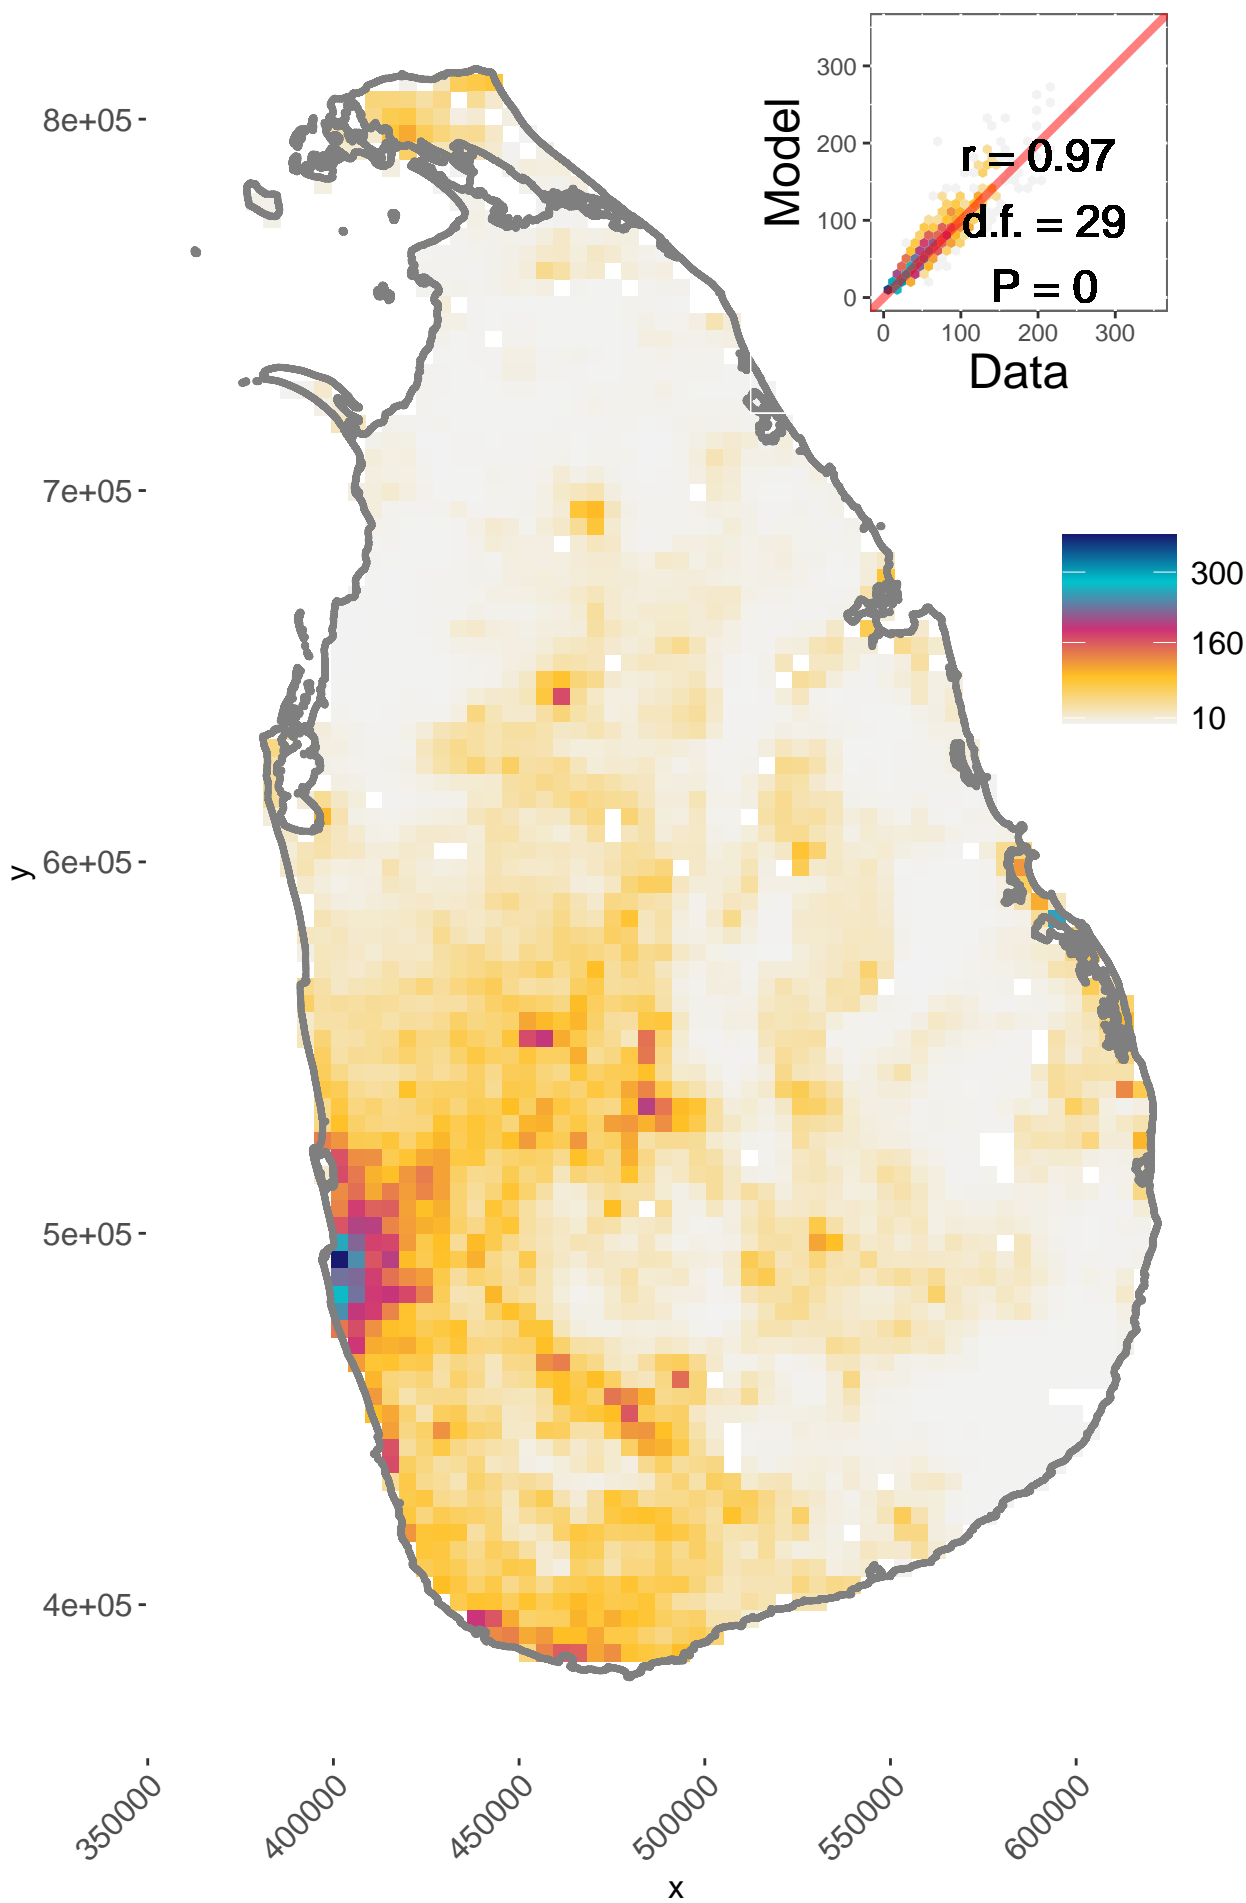 300
200
100
0
Model
r = 0.97
d.f. = 29
P = 0
0 100 200 300
Data
8e+05
7e+05
6e+05
5e+05
4e+05
y
300
160
10
350000 400000 450000 500000 550000 600000
x